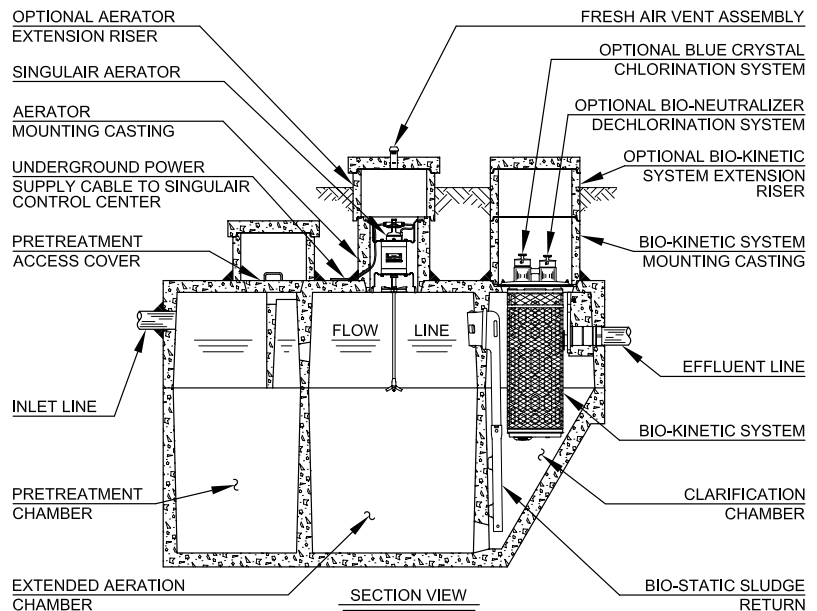 OPTIONAL AERATOR
EXTENSION RISER
SINGULAIR AERATOR
AERATOR
MOUNTING CASTING
UNDERGROUND POWER
SUPPLY CABLE TO SINGULAIR
CONTROL CENTER
PRETREATMENT
ACCESS COVER
INLET LINE
PRETREATMENT
CHAMBER
EXTENDED AERATION
CHAMBER
FLOW LINE
SECTION VIEW
FRESH AIR VENT ASSEMBLY
OPTIONAL BLUE CRYSTAL
CHLORINATION SYSTEM
OPTIONAL BIO-NEUTRALIZER
DECHLORINATION SYSTEM
OPTIONAL BIO-KINETIC
SYSTEM EXTENSION
RISER
BIO-KINETIC SYSTEM
MOUNTING CASTING
EFFLUENT LINE
BIO-KINETIC SYSTEM
CLARIFICATION
CHAMBER
BIO-STATIC SLUDGE
RETURN